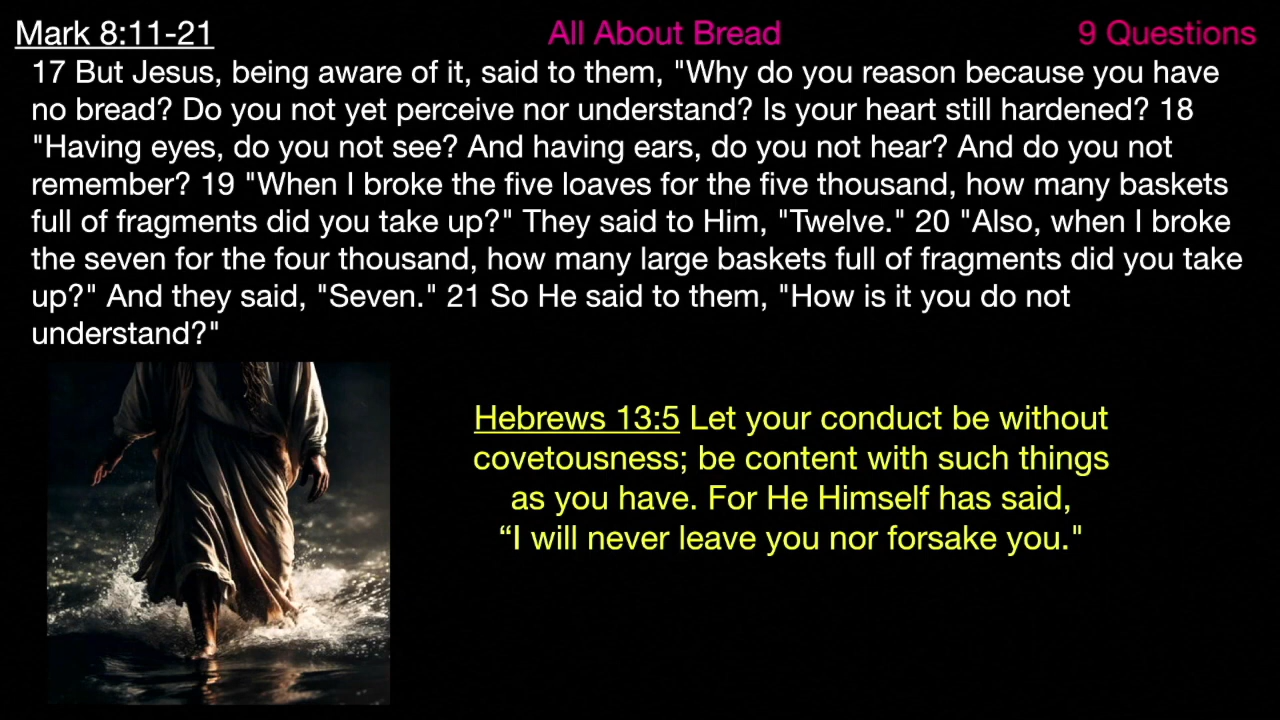 Mark 8:11-21 All About Bread 9 Questions
17 But Jesus, being aware of it, said to them, "Why do you reason because you have
no bread? Do you not yet perceive nor understand? Is your heart still hardened? 18
"Having eyes, do you not see? And having ears, do you not hear? And do you not
remember? 19 "When I broke the five loaves for the five thousand, how many baskets
full of fragments did you take up?" They said to Him, "Twelve." 20 "Also, when I broke
the seven for the four thousand, how many large baskets full of fragments did you take
up?" And they said, "Seven." 21 So He said to them, "How is it you do not
understand?"
Hebrews 13:5 Let your conduct be without
covetousness; be content with such things
as you have. For He Himself has said,
“I will never leave you nor forsake you."